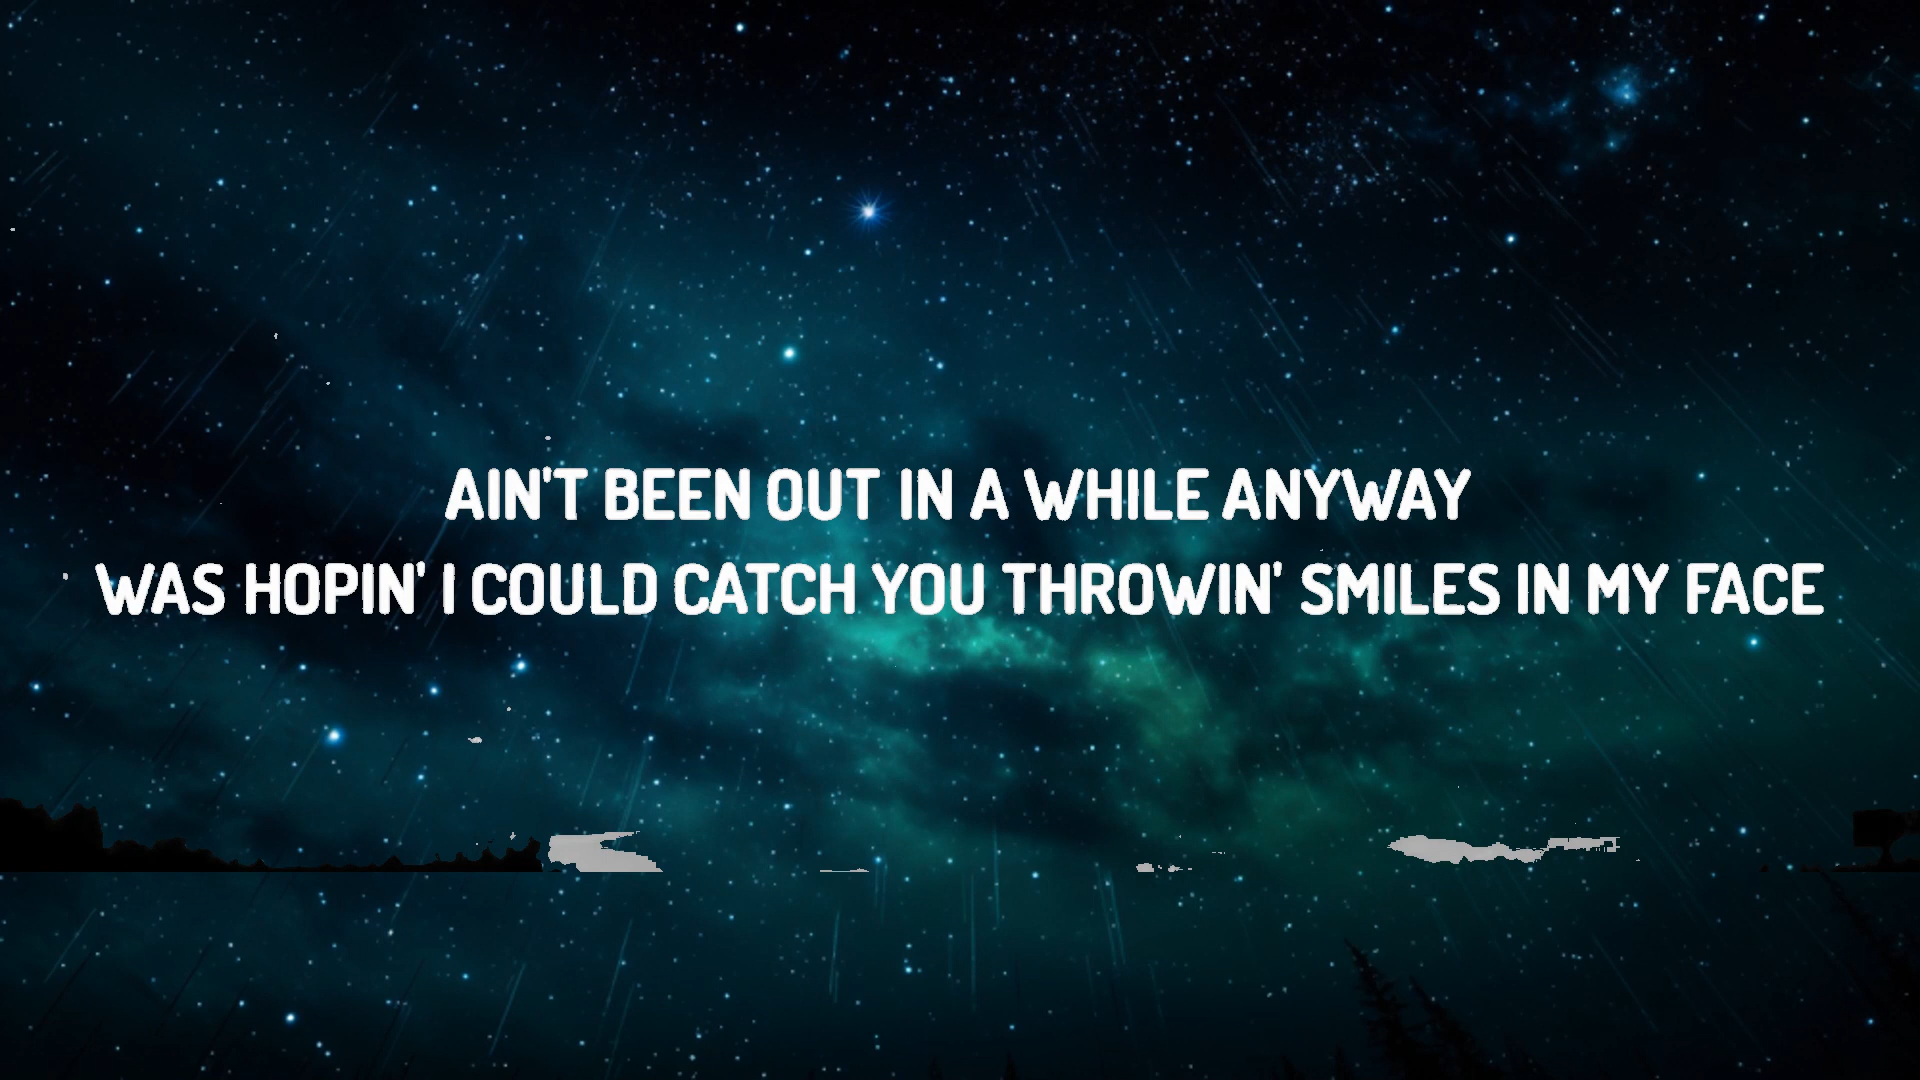 AIN'T BEEN OUT IN A WHILE ANYWAY
WAS HOPIN' I COULD CATCH YOU THROWIN' SMILES IN MY FACE